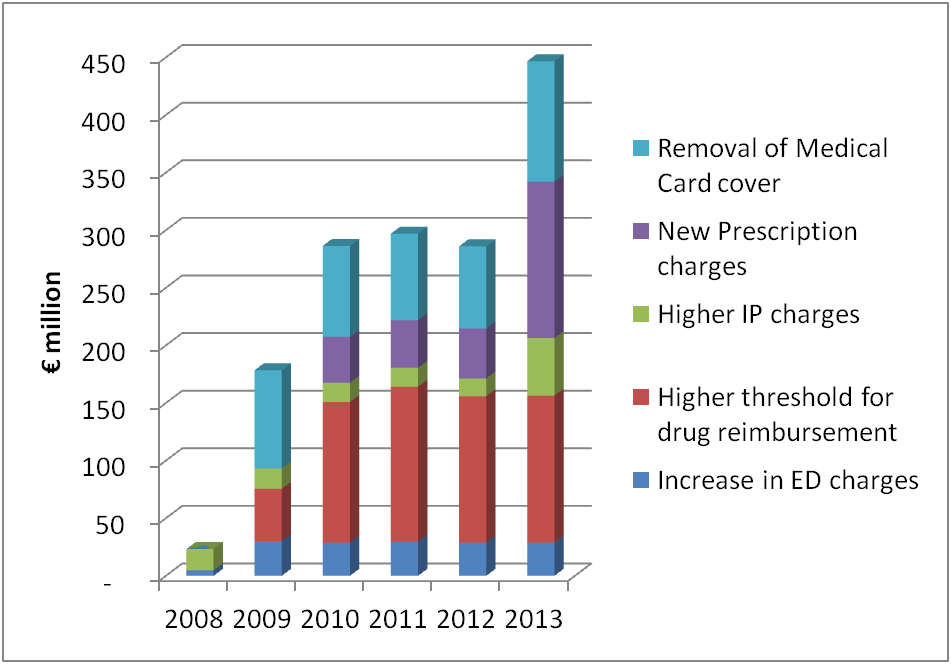 450
400
350
300
250
200
150
100
50
-
€ million
2008 2009 2010 2011 2012 2013
Removal of Medical
Card cover
New Prescription
charges
Higher IP charges
Higher threshold for
drug reimbursement
Increase in ED charges